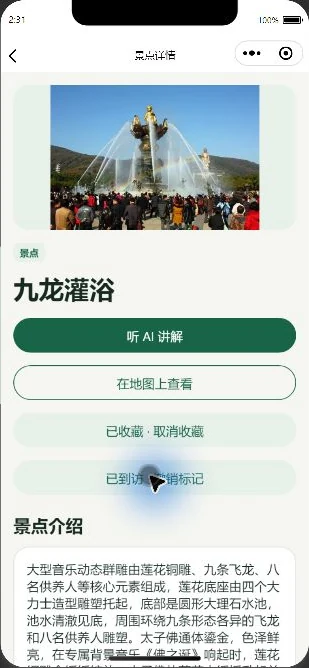 2:31
100%
景点详情
景点
九龙灌浴
听 AI 讲解
在地图上查看
已收藏 · 取消收藏
已到访 销标记
景点介绍
大型音乐动态群雕由莲花铜雕、九条飞龙、八
名供养人等核心元素组成，莲花底座由四个大
力士造型雕塑托起，底部是圆形大理石水池，
池水清澈见底，周围环绕九条形态各异的飞龙
和八名供养人雕塑。太子佛通体鎏金，色泽鲜
亮，在专属背景音乐《佛之诞》响起时，莲花